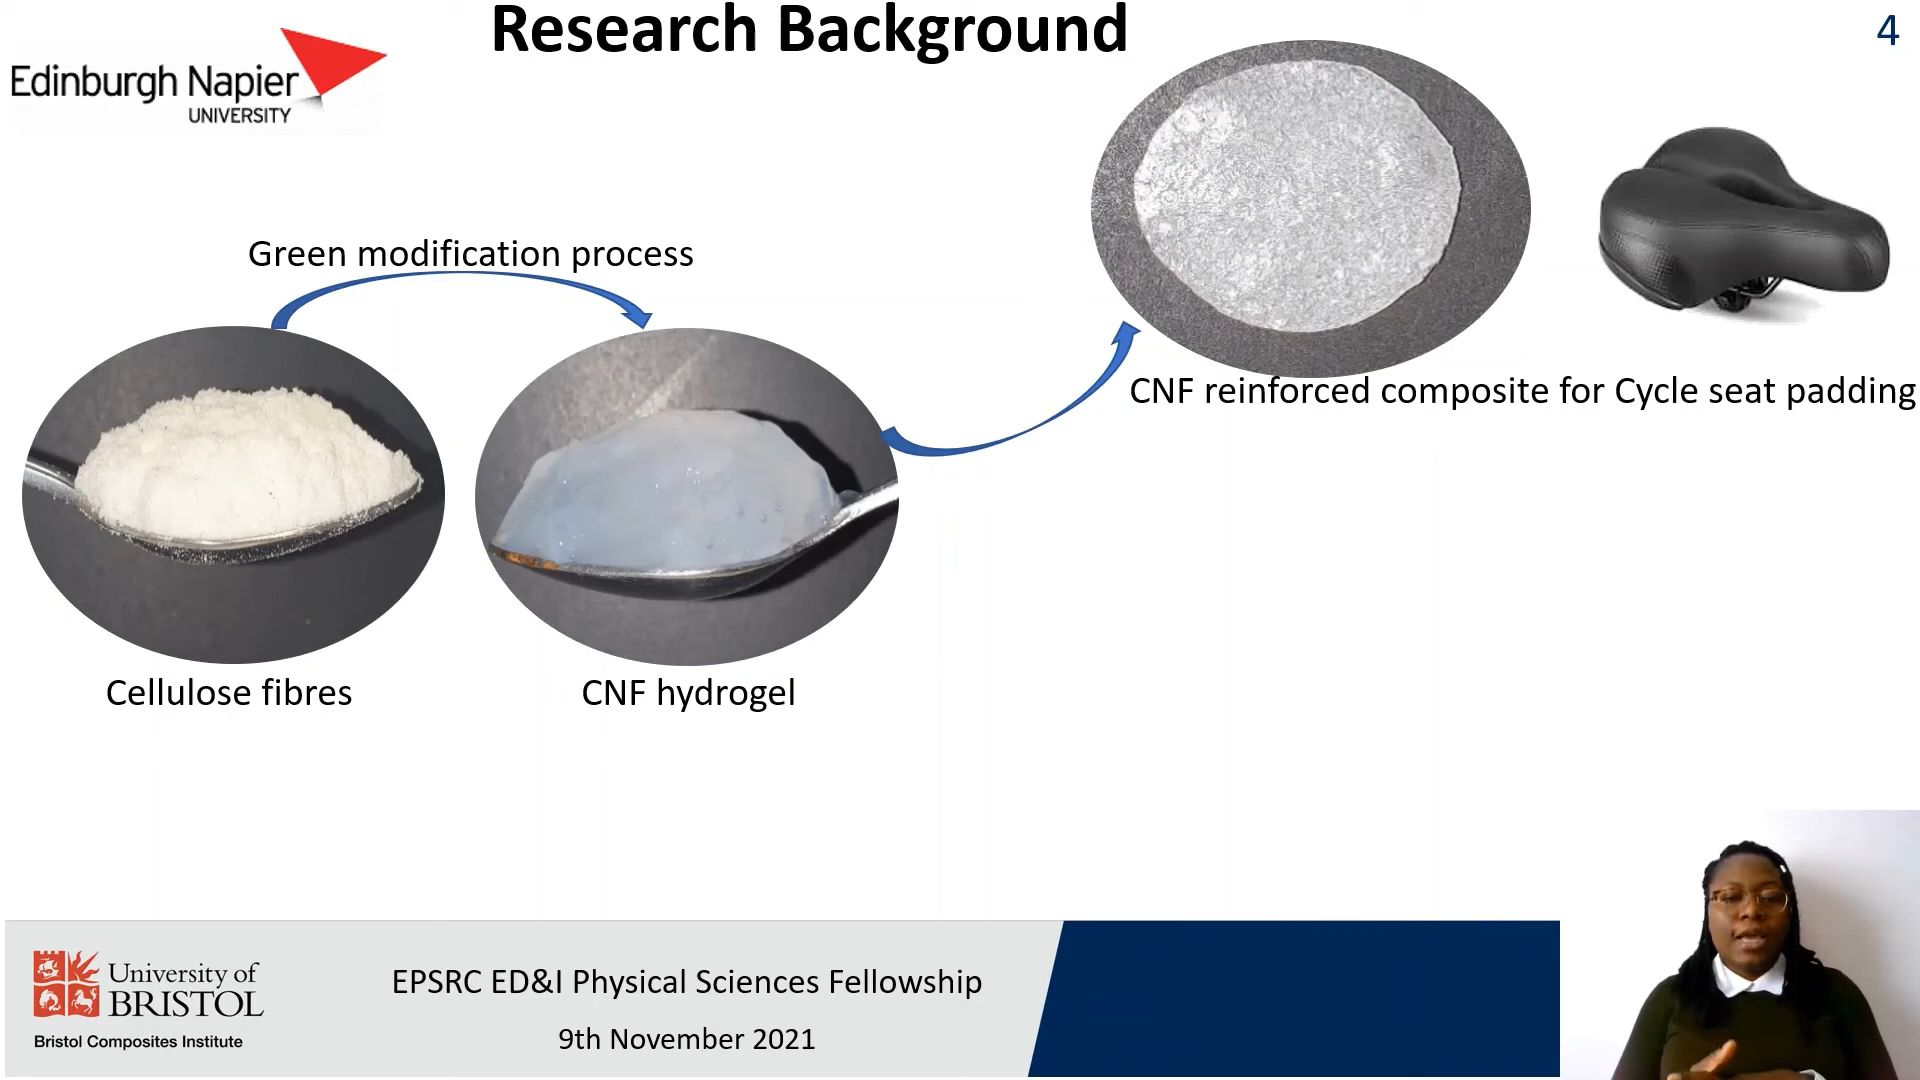 Research Background
4
Edinburgh Napier
UNIVERSITY
Green modification process
CNF reinforced composite for Cycle seat padding
Cellulose fibres
CNF hydrogel
University of
BRISTOL
Bristol Composites Institute
EPSRC ED&I Physical Sciences Fellowship
9th November 2021